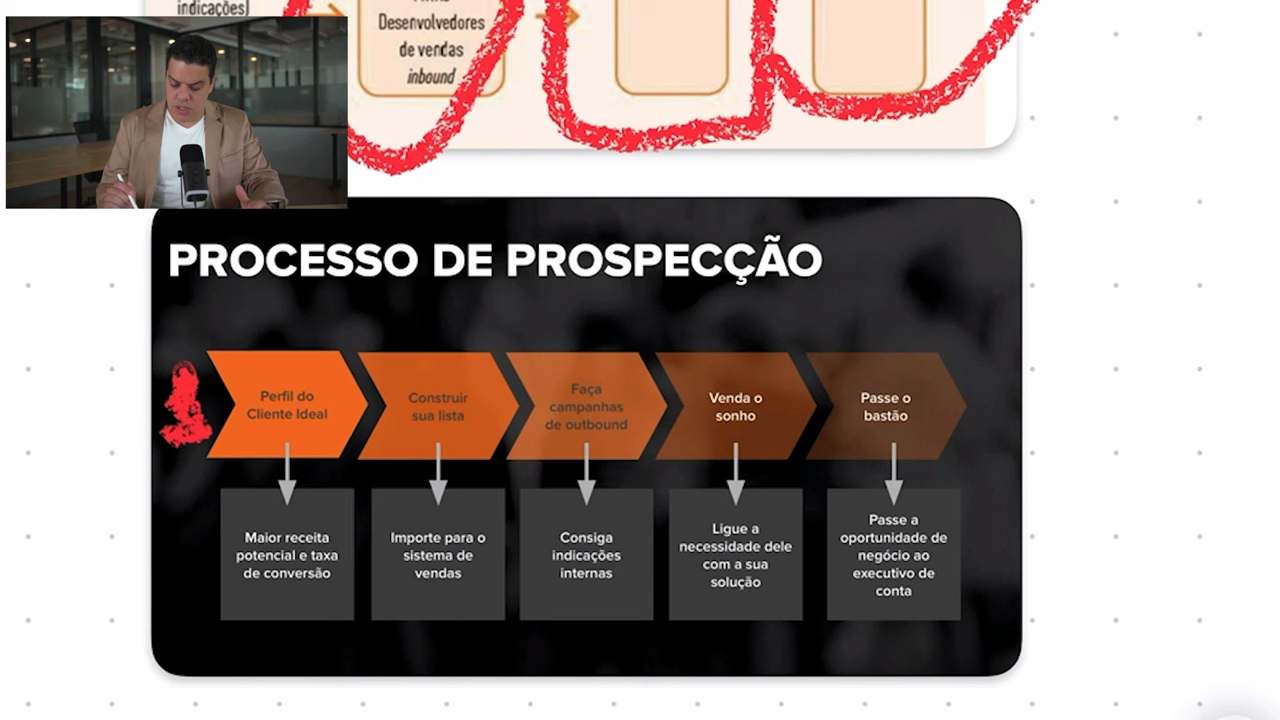 indicações)
Desenvolvedores
de vendas
inbound
PROCESSO DE PROSPECÇÃO
Perfil do
Cliente Ideal
Construir
sua lista
Faça
campanhas
de outbound
Venda o
sonho
Passe o
bastão
Maior receita
potencial e taxa
de conversão
Importe para o
sistema de
vendas
Consiga
indicações
internas
Ligue a
necessidade dele
com a sua
solução
Passe a
oportunidade de
negócio ao
executivo de
conta